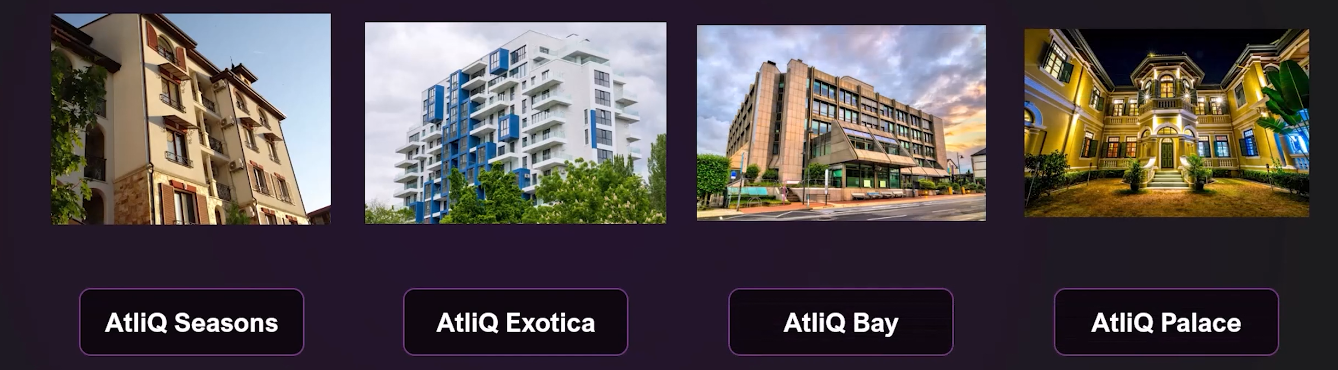 AtliQ Seasons
AtliQ Exotica
AtliQ Bay
AtliQ Palace